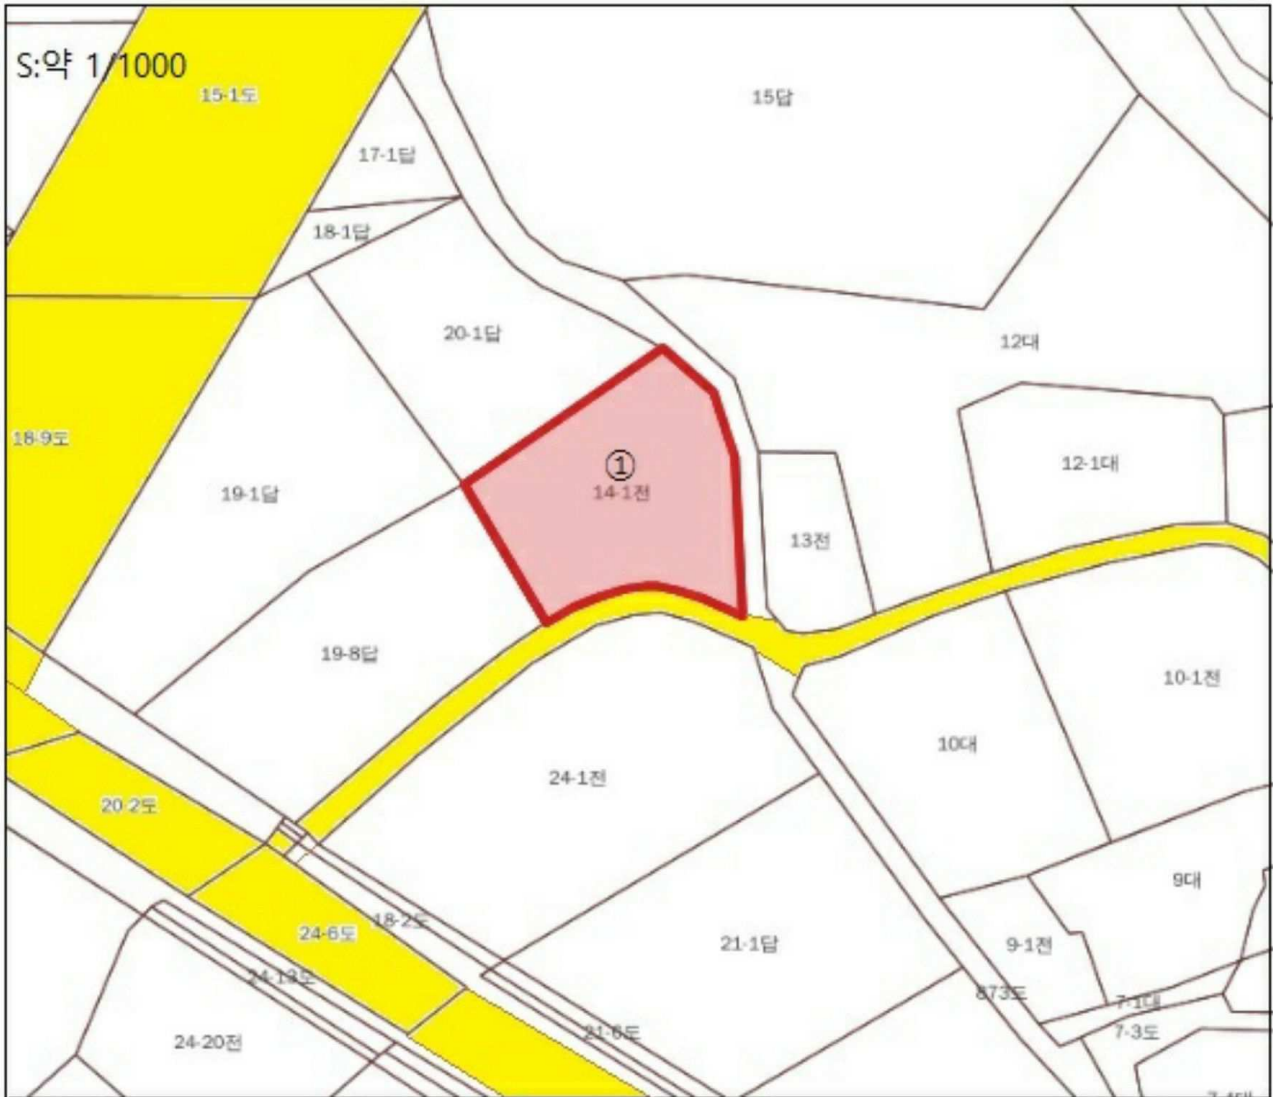 S:약 1/1000
15-1도
15답
17-1답
18-1답
20-1답
12대
18-9도
①
12-1대
19-1답
14-1전
13전
19-8답
10-1전
10대
24-1전
20-2도
9대
18-2도
24-6도
21-1답
9-1전
24-13도
873도
7-1대
21-6도
7-3도
24-20전